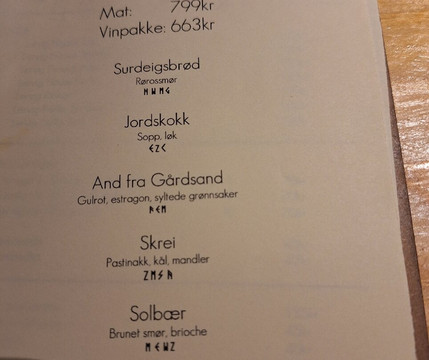 Mat: 799kr
Vinpakke: 663kr
Surdeigsbrød
Rørossmør
Jordskokk
Sopp, løk
And fra Gårdsand
Gulrot, estragon, syltede grønnsaker
Skrei
Pastinakk, kål, mandler
Solbær
Brunet smør, brioche